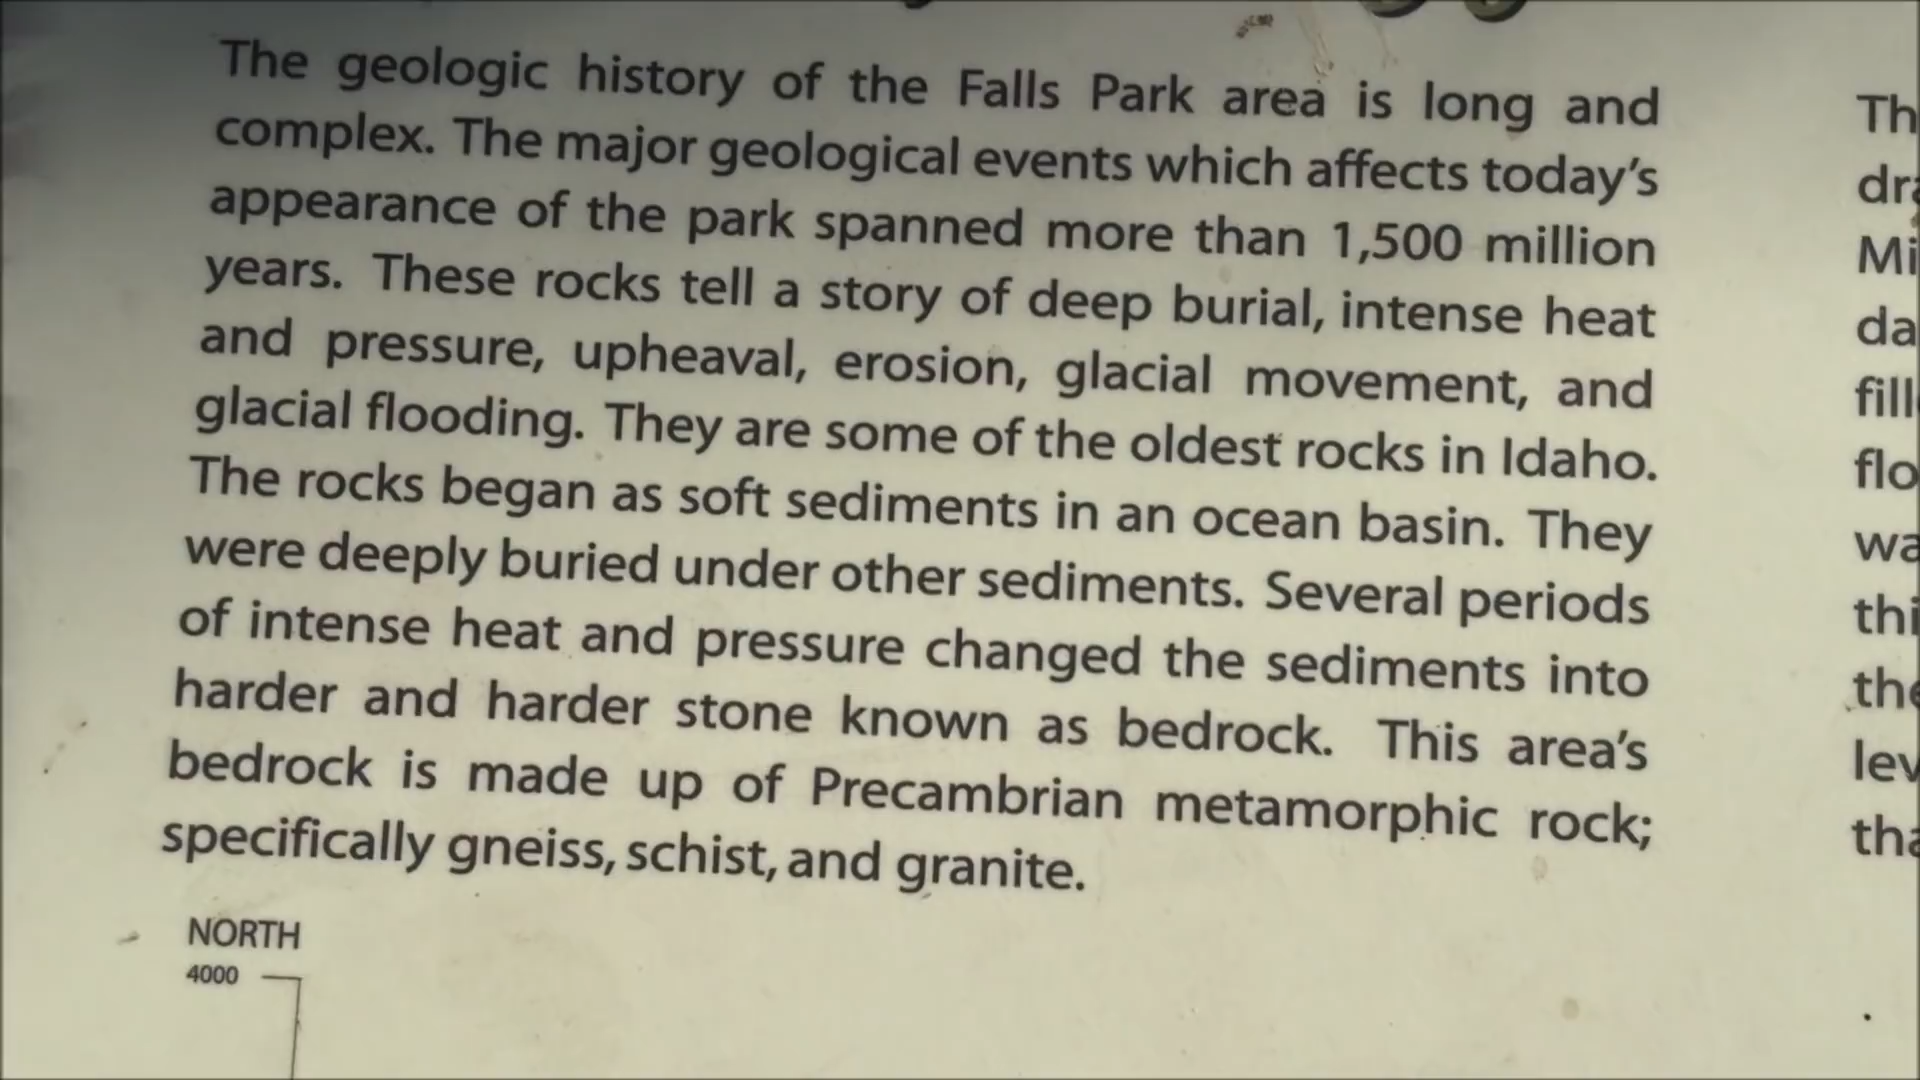 The geologic history of the Falls Park area is long and
complex. The major geological events which affects today's
appearance of the park spanned more than 1,500 million
years. These rocks tell a story of deep burial, intense heat
and pressure, upheaval, erosion, glacial movement, and
glacial flooding. They are some of the oldest rocks in Idaho.
The rocks began as soft sediments in an ocean basin. They
were deeply buried under other sediments. Several periods
of intense heat and pressure changed the sediments into
harder and harder stone known as bedrock. This area's
bedrock is made up of Precambrian metamorphic rock;
specifically gneiss, schist, and granite.
NORTH
4000